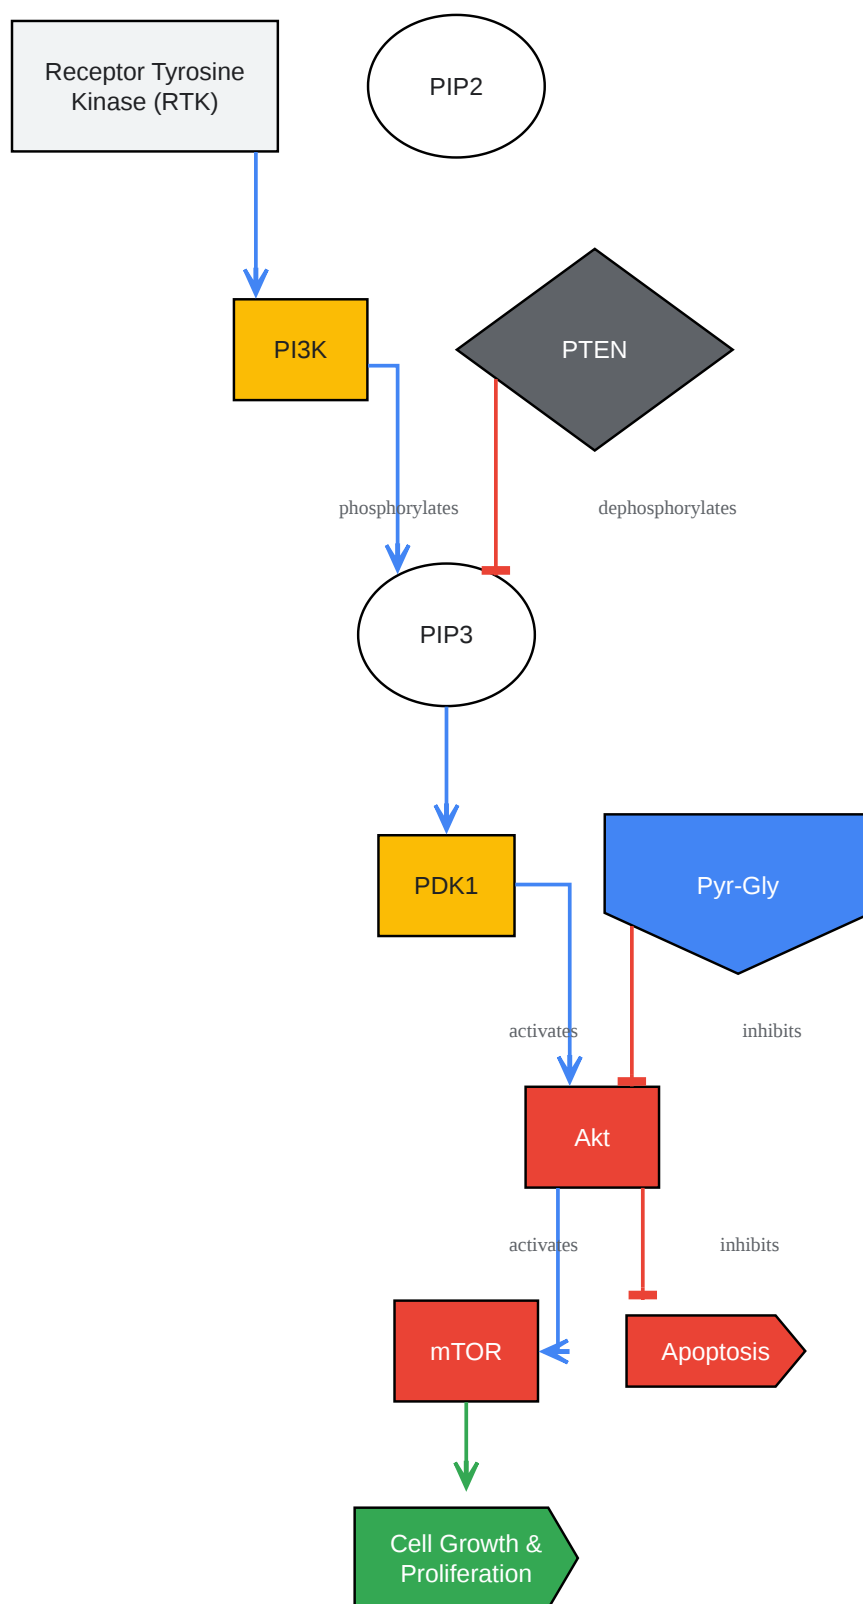 Receptor Tyrosine
Kinase (RTK)
PIP2
PI3K
PTEN
phosphorylates
dephosphorylates
PIP3
PDK1
Pyr-Gly
activates
inhibits
Akt
activates
inhibits
mTOR
Apoptosis
Cell Growth &
Proliferation